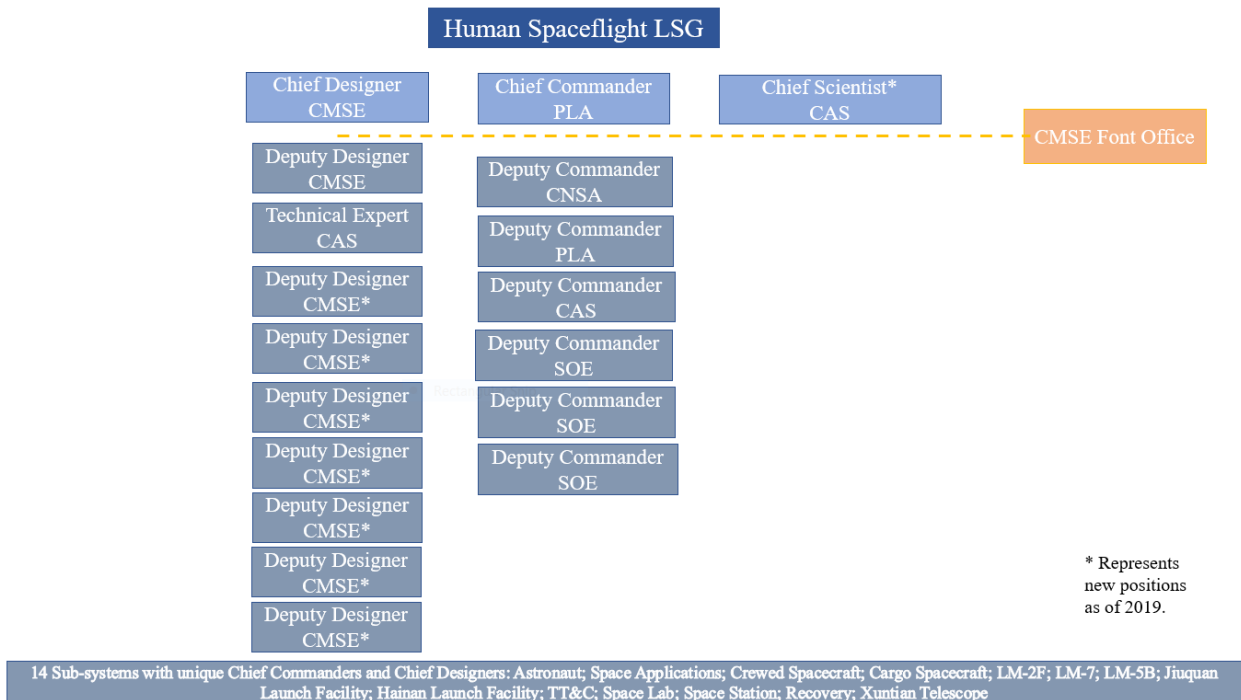 Human Spaceflight LSG
Chief Designer
CMSE
Chief Commander
PLA
Chief Scientist*
CAS
CMSE Font Office
Deputy Designer
CMSE
Technical Expert
CAS
Deputy Designer
CMSE*
Deputy Designer
CMSE*
Deputy Designer
CMSE*
Deputy Designer
CMSE*
Deputy Designer
CMSE*
Deputy Designer
CMSE*
Deputy Designer
CMSE*
Deputy Commander
CNSA
Deputy Commander
PLA
Deputy Commander
CAS
Deputy Commander
SOE
Deputy Commander
SOE
Deputy Commander
SOE
* Represents
new positions
as of 2019.
14 Sub-systems with unique Chief Commanders and Chief Designers: Astronaut; Space Applications; Crewed Spacecraft; Cargo Spacecraft; LM-2F; LM-7; LM-5B; Jiuquan
Launch Facility; Hainan Launch Facility; TT&C; Space Lab; Space Station; Recovery; Xuntian Telescope